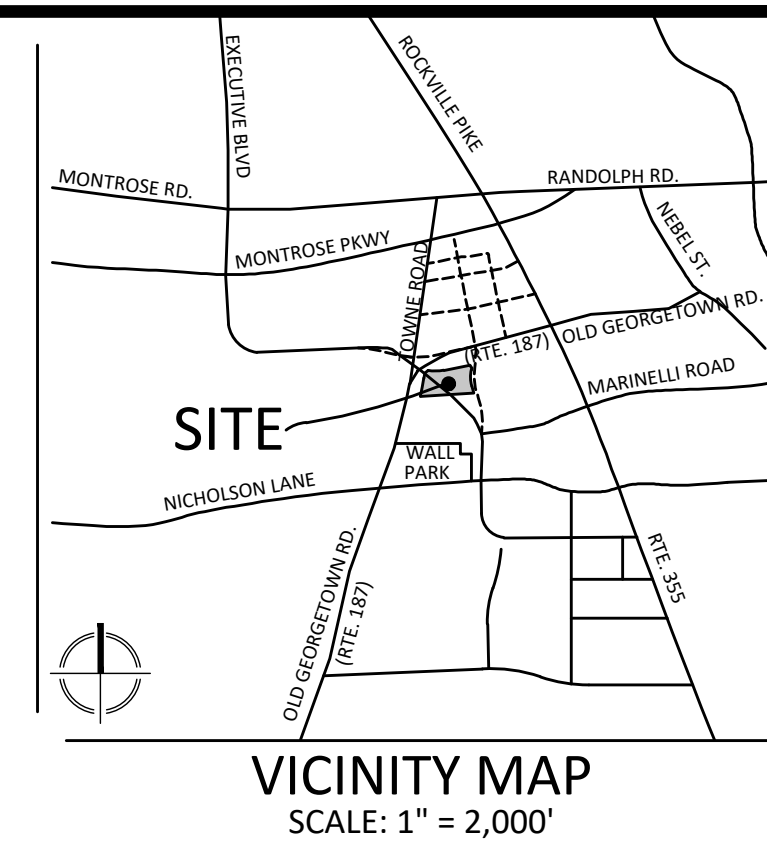 EXECUTIVE BLVD
ROCKVILLE PIKE
MONTROSE RD.
RANDOLPH RD.
NEBEL ST.
MONTROSE PKWY
TOWNE ROAD
(RTE. 187)
OLD GEORGETOWN RD.
MARINELLI ROAD
SITE
WALL
PARK
NICHOLSON LANE
OLD GEORGETOWN RD.
(RTE. 187)
RTE. 355
VICINITY MAP
SCALE: 1" = 2,000'